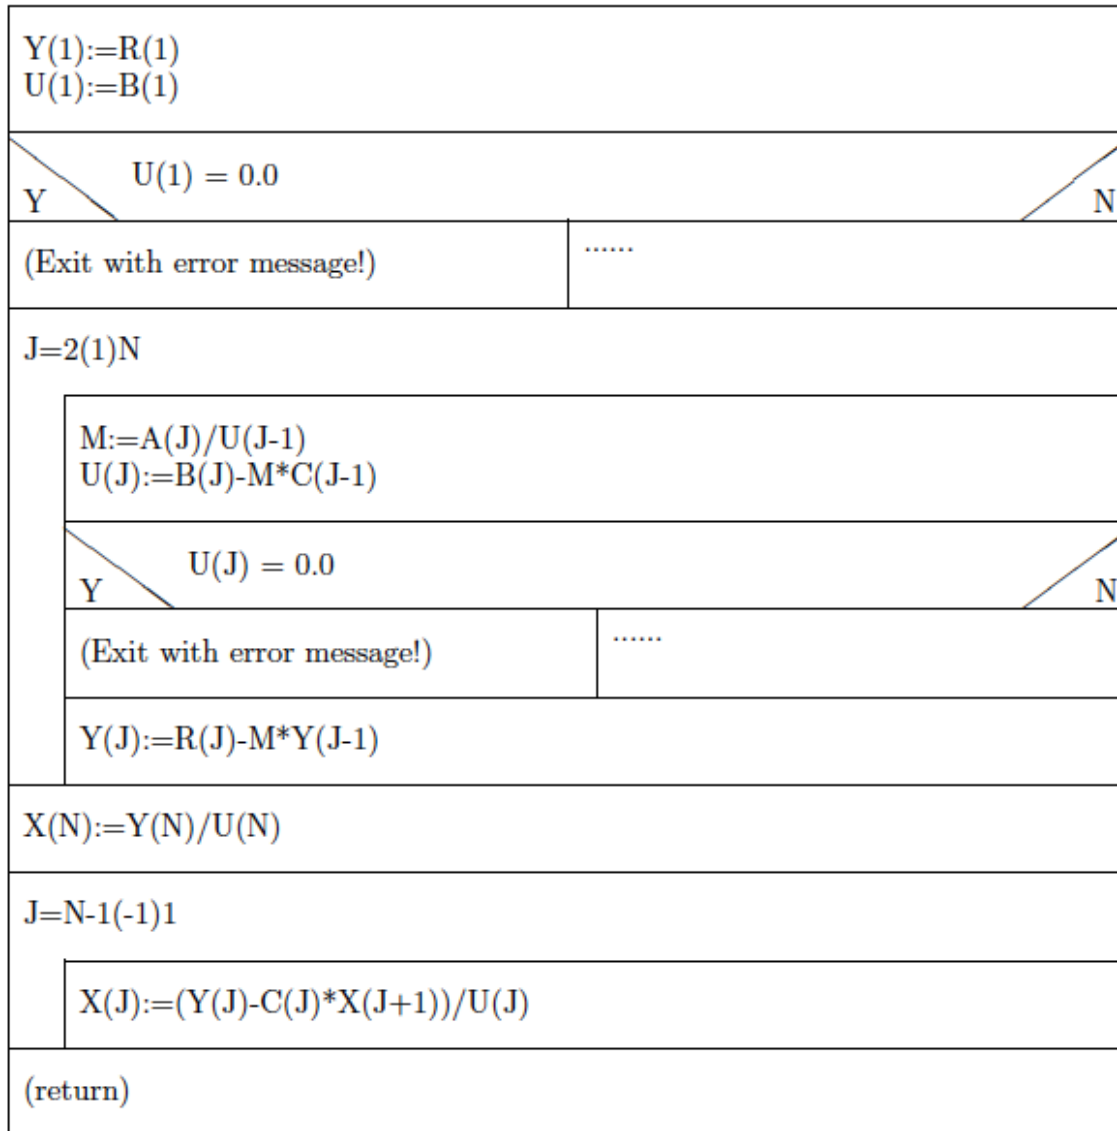 Y(1):=R(1)
U(1):=B(1)
U(1) = 0.0
Y
N
(Exit with error message!)
......
J=2(1)N
M:=A(J)/U(J-1)
U(J):=B(J)-M*C(J-1)
U(J) = 0.0
Y
N
(Exit with error message!)
......
Y(J):=R(J)-M*Y(J-1)
X(N):=Y(N)/U(N)
J=N-1(-1)1
X(J):=(Y(J)-C(J)*X(J+1))/U(J)
(return)